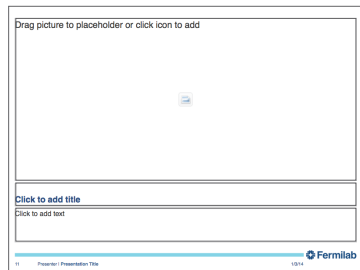 Drag picture to placeholder or click icon to add
Click to add title
Click to add text
Fermilab
11 Presenter | Presentation Title 1/3/14